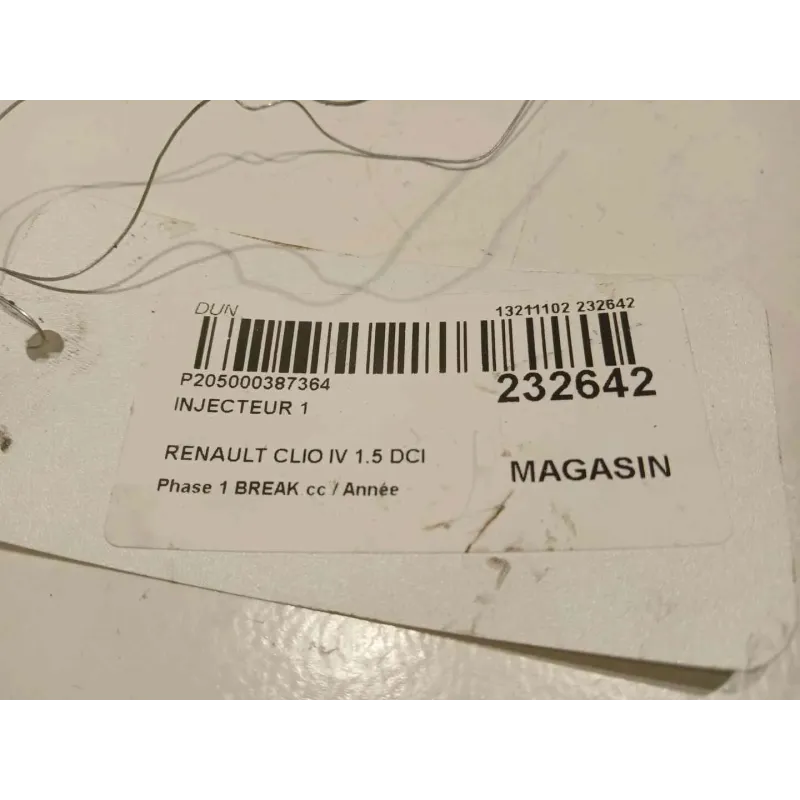 DUN 13211102 232642
P205000387364 232642
INJECTEUR 1
RENAULT CLIO IV 1.5 DCI MAGASIN
Phase 1 BREAK cc / Année